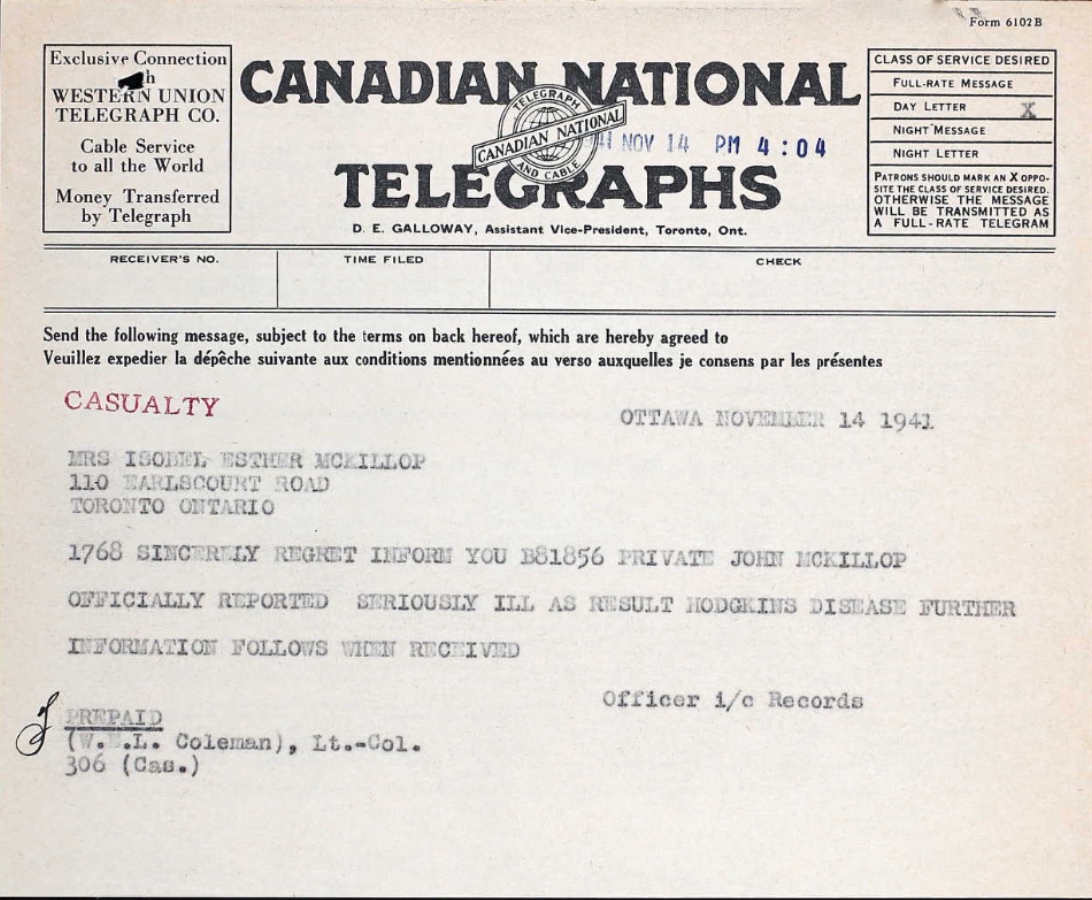 Form 6102 B
Exclusive Connection
WESTERN UNION
TELEGRAPH CO.
Cable Service
to all the World
Money Transferred
by Telegraph
CANADIAN NATIONAL
TELEGRAPHS
TELEGRAPH
CANADIAN NATIONAL
AND CABLE
NOV 14 PM 4:04
D. E. GALLOWAY, Assistant Vice-President, Toronto, Ont.
CLASS OF SERVICE DESIRED
FULL-RATE MESSAGE
DAY LETTER X
NIGHT MESSAGE
NIGHT LETTER
PATRONS SHOULD MARK AN X OPPO-
SITE THE CLASS OF SERVICE DESIRED.
OTHERWISE THE MESSAGE
WILL BE TRANSMITTED AS
A FULL-RATE TELEGRAM
RECEIVER'S NO. TIME FILED CHECK
Send the following message, subject to the terms on back hereof, which are hereby agreed to
Veuillez expedier la dépêche suivante aux conditions mentionnées au verso auxquelles je consens par les présentes
CASUALTY
OTTAWA NOVEMBER 14 1941
MRS ISOBEL ESTHER MCKILLOP
110 EARLSCOURT ROAD
TORONTO ONTARIO
1768 SINCERELY REGRET INFORM YOU B81856 PRIVATE JOHN MCKILLOP
OFFICIALLY REPORTED SERIOUSLY ILL AS RESULT HODGKINS DISEASE FURTHER
INFORMATION FOLLOWS WHEN RECEIVED
Officer i/c Records
PREPAID
Coleman), Lt.-Col.
306 (Cas.)